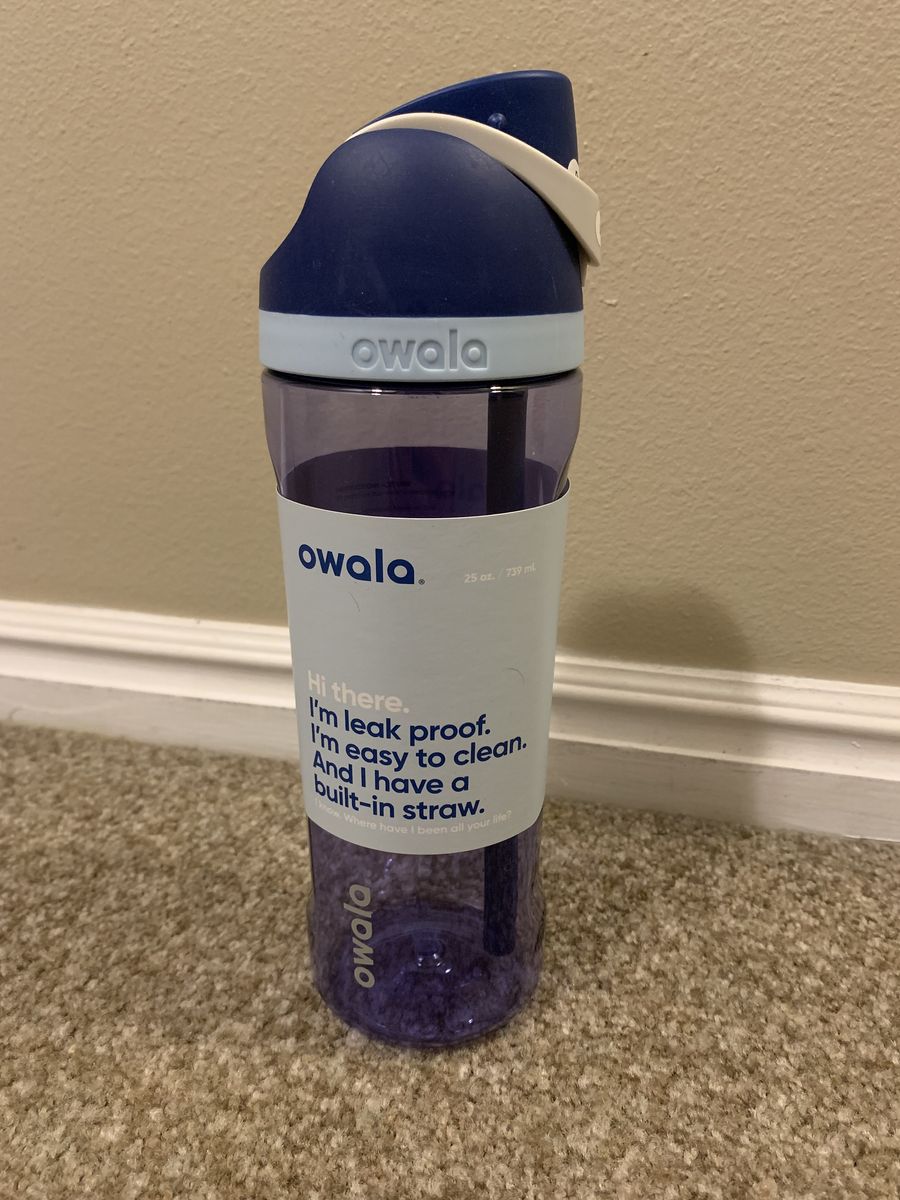 owala
owala®
25 oz. / 739 mL
Hi there.
I'm leak proof.
I'm easy to clean.
And I have a
built-in straw.
I know. Where have I been all your life?
owala